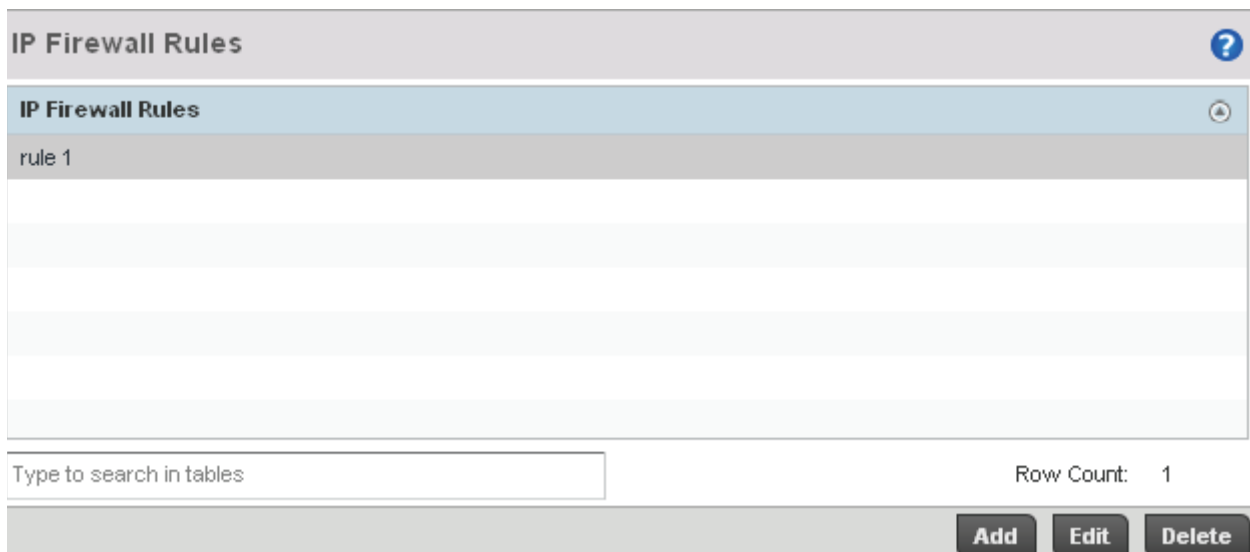 IP Firewall Rules
?
IP Firewall Rules
rule 1
Type to search in tables
Row Count: 1
Add Edit Delete